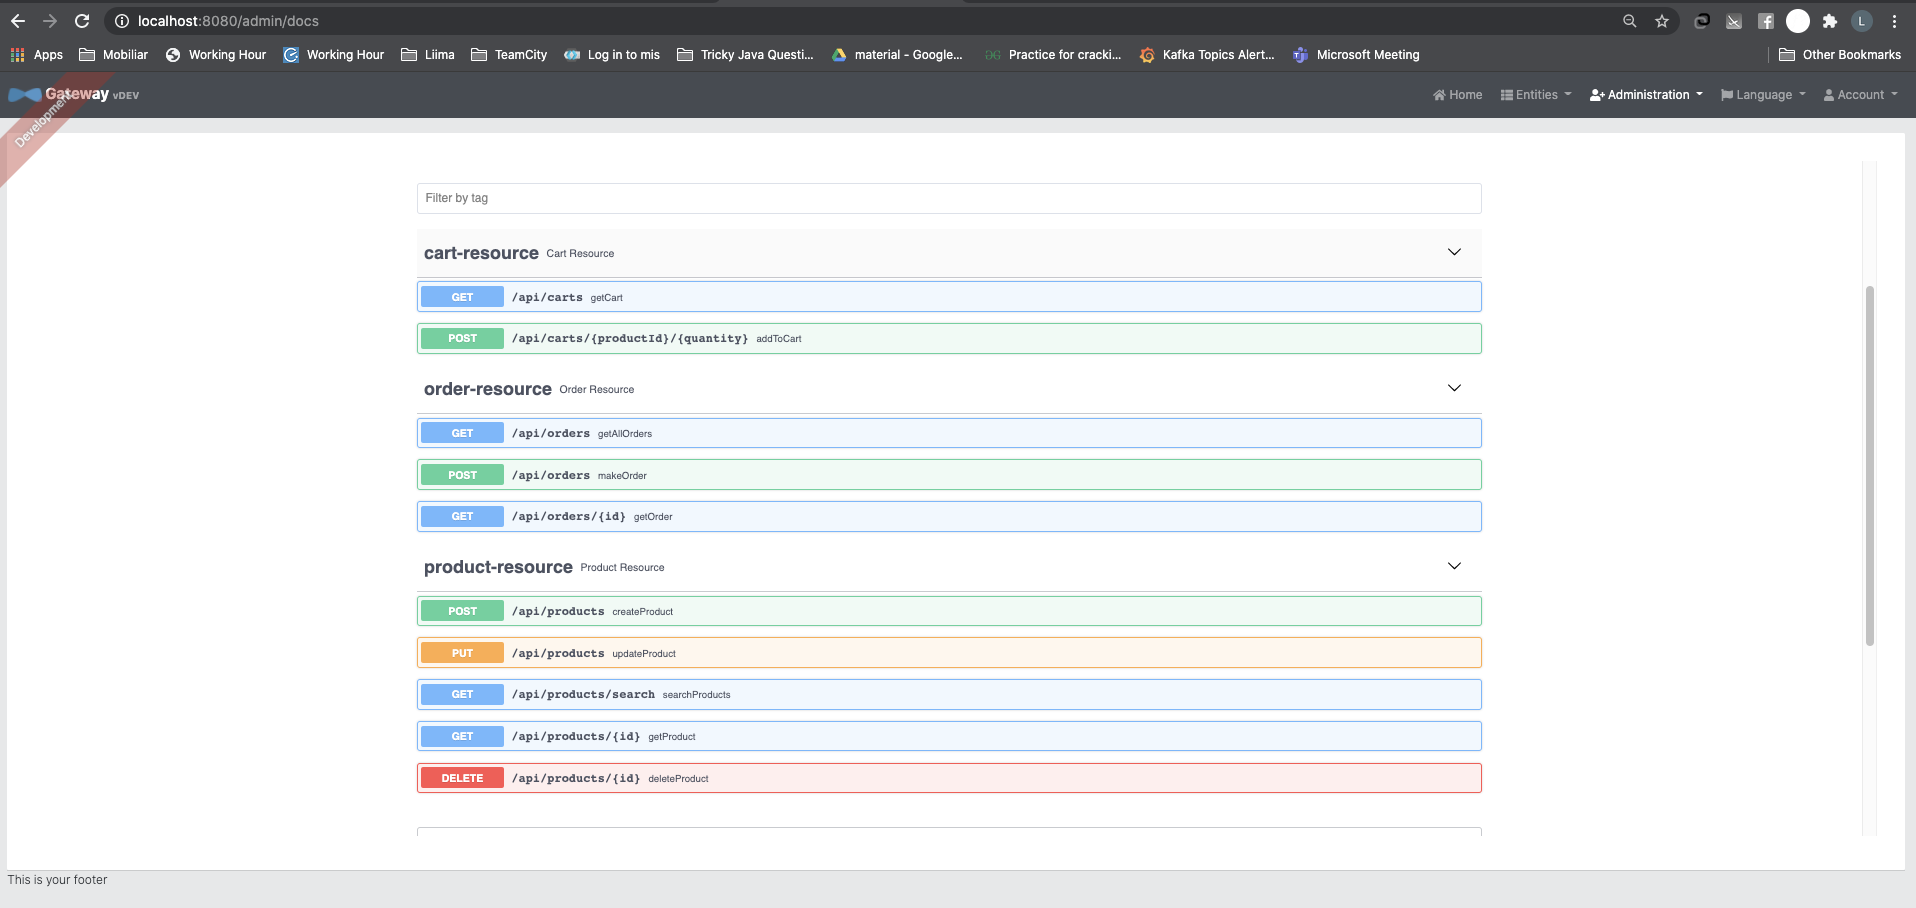 localhost:8080/admin/docs
L
Apps Mobiliar Working Hour Working Hour Liima TeamCity Log in to mis Tricky Java Questi... material - Google... Practice for cracki... Kafka Topics Alert... Microsoft Meeting Other Bookmarks
Gateway vDEV Home Entities Administration Language Account
Development
Filter by tag
cart-resource Cart Resource
GET /api/carts getCart
POST /api/carts/{productId}/{quantity} addToCart
order-resource Order Resource
GET /api/orders getAllOrders
POST /api/orders makeOrder
GET /api/orders/{id} getOrder
product-resource Product Resource
POST /api/products createProduct
PUT /api/products updateProduct
GET /api/products/search searchProducts
GET /api/products/{id} getProduct
DELETE /api/products/{id} deleteProduct
This is your footer